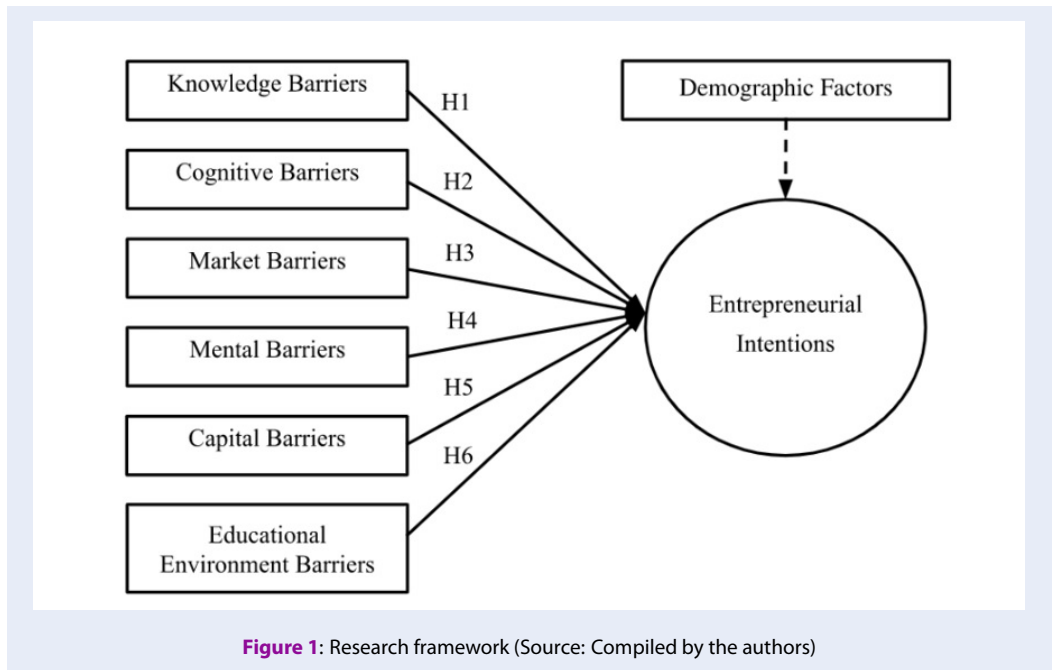 Knowledge Barriers
Demographic Factors
H1
Cognitive Barriers
H2
Market Barriers
H3
Entrepreneurial
Intentions
Mental Barriers
H4
Capital Barriers
H5
H6
Educational
Environment Barriers
Figure 1: Research framework (Source: Compiled by the authors)